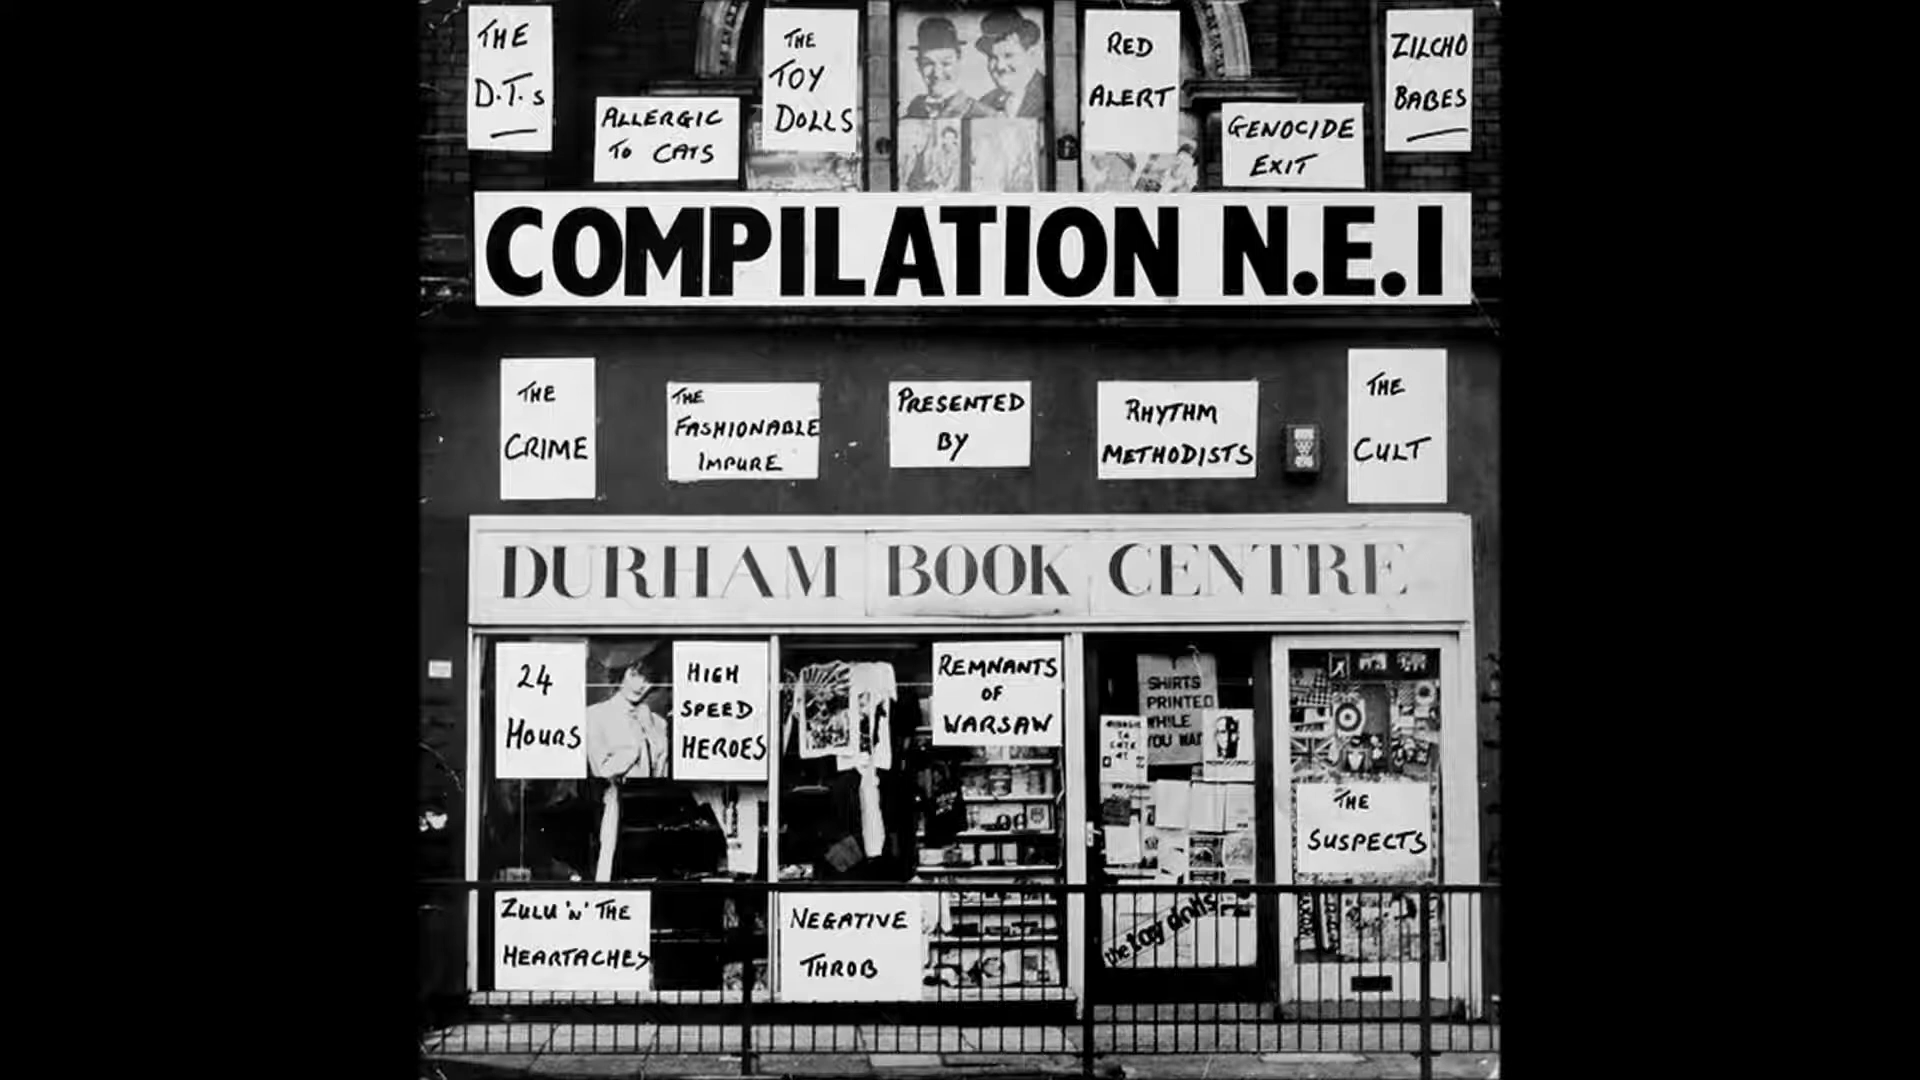 THE
D.T.s
ALLERGIC
TO CATS
THE
TOY
DOLLS
RED
ALERT
GENOCIDE
EXIT
ZILCHO
BABES
COMPILATION N.E.I
THE
CRIME
THE
FASHIONABLE
IMPURE
PRESENTED
BY
RHYTHM
METHODISTS
THE
CULT
DURHAM BOOK CENTRE
24
HOURS
HIGH
SPEED
HEROES
REMNANTS
OF
WARSAW
SHIRTS
PRINTED
WHILE
YOU
THE
SUSPECTS
ZULU 'N' THE
HEARTACHES
NEGATIVE
THROB
the toy dolls